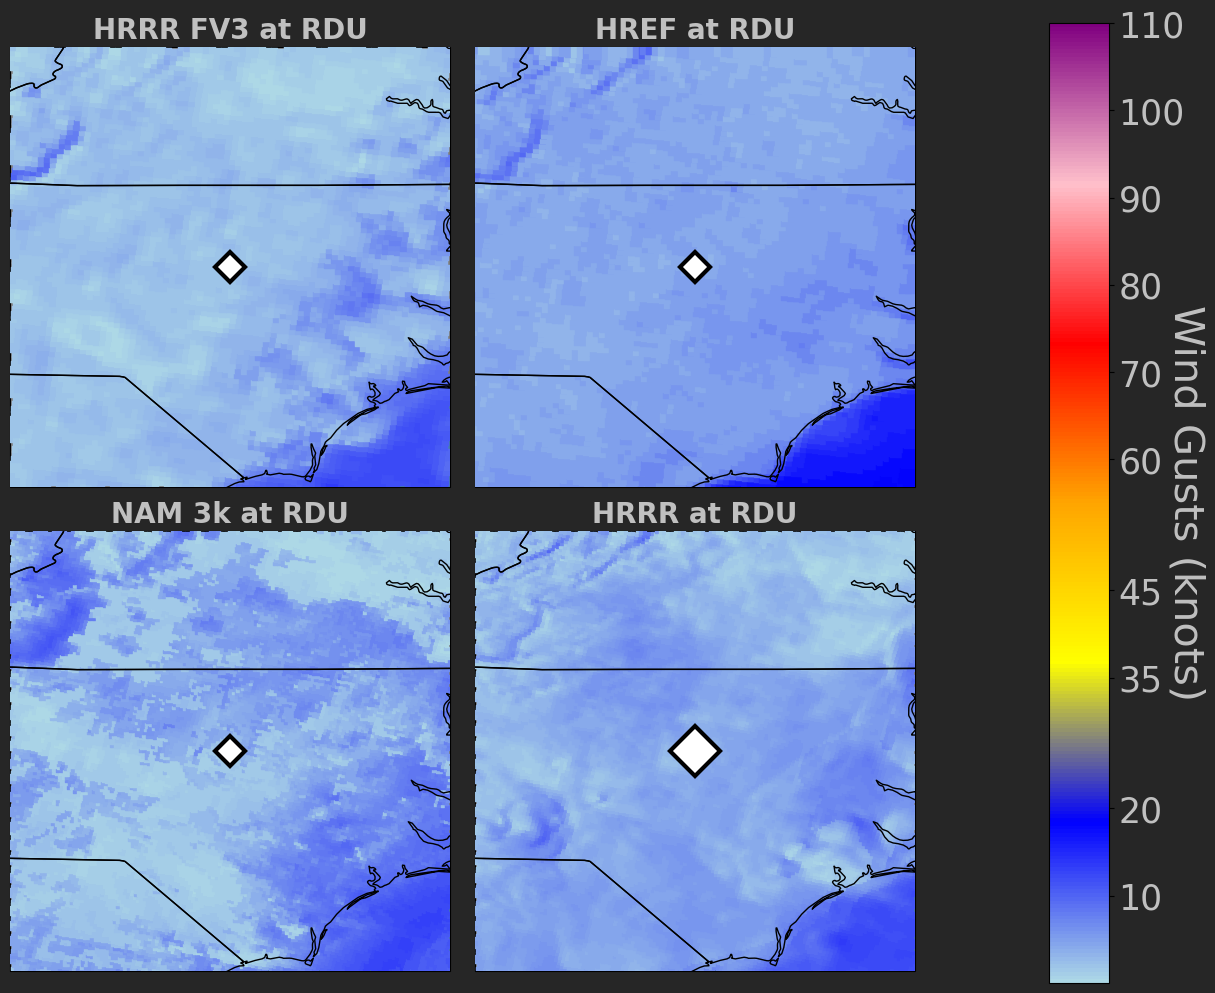 HRRR FV3 at RDU
HREF at RDU
NAM 3k at RDU
HRRR at RDU
110
100
90
80
70
60
45
35
20
10
Wind Gusts (knots)